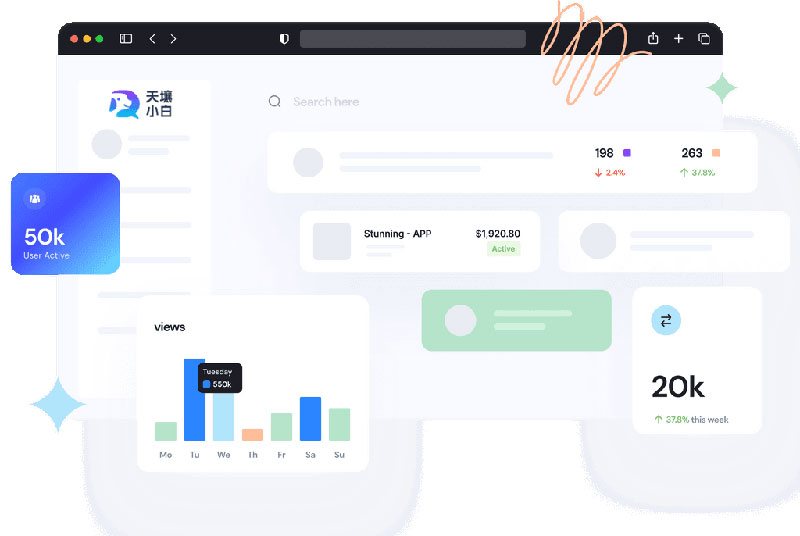 天壤
小白
Search here
198
263
2.4%
37.8%
Stunning - APP
$1,920.80
Active
50k
User Active
views
Tuesday
550k
Mo
Tu
We
Th
Fr
Sa
Su
20k
37.8% this week